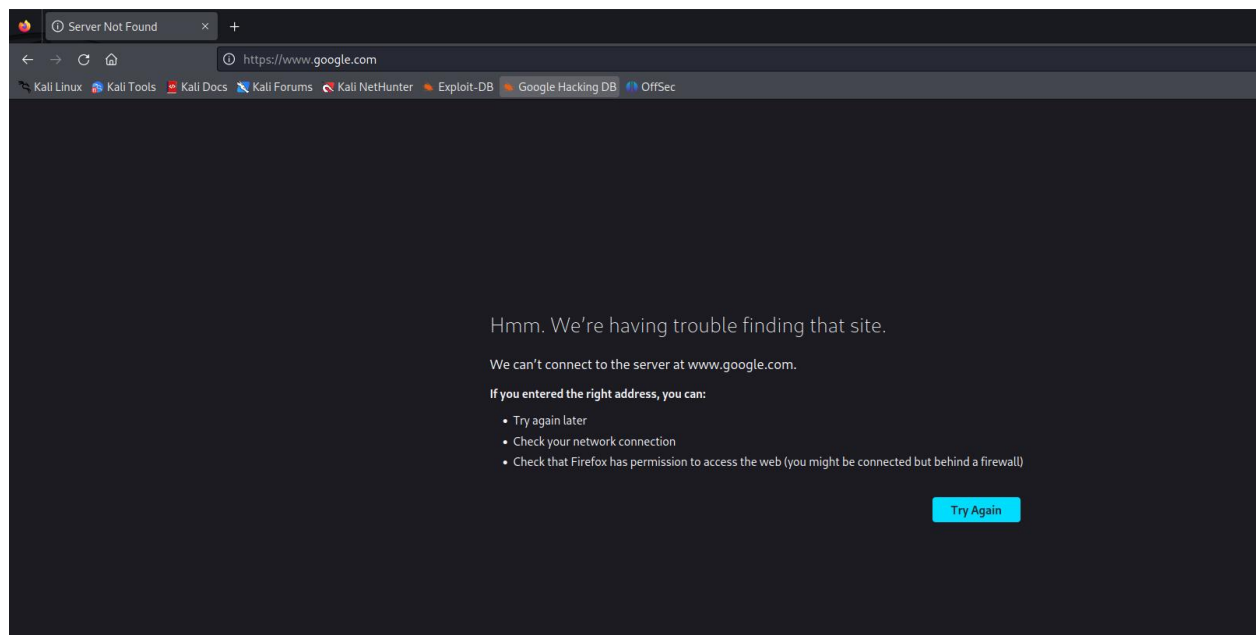 Server Not Found
https://www.google.com
Kali Linux Kali Tools Kali Docs Kali Forums Kali NetHunter Exploit-DB Google Hacking DB OffSec
Hmm. We're having trouble finding that site.
We can't connect to the server at www.google.com.
If you entered the right address, you can:
• Try again later
• Check your network connection
• Check that Firefox has permission to access the web (you might be connected but behind a firewall)
Try Again